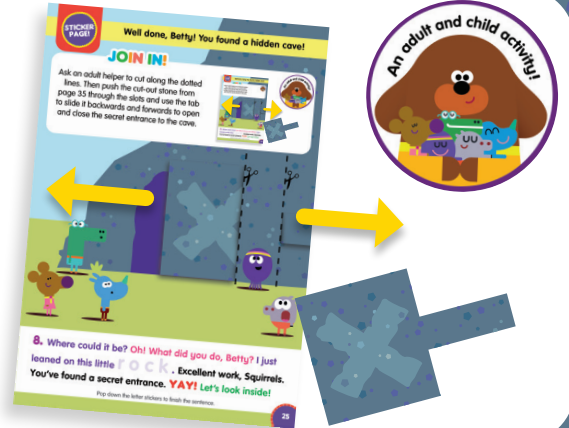 STICKER
PAGE!
Well done, Betty! You found a hidden cave!
JOIN IN!
Ask an adult helper to cut along the dotted
lines. Then push the cut-out stone from
page 35 through the slots and use the tab
to slide it backwards and forwards to open
and close the secret entrance to the cave.
An adult and child activity!
8. Where could it be? Oh! What did you do, Betty? I just
leaned on this little rock. Excellent work, Squirrels.
You've found a secret entrance. YAY! Let's look inside!
Pop down the letter stickers to finish the sentence.
25